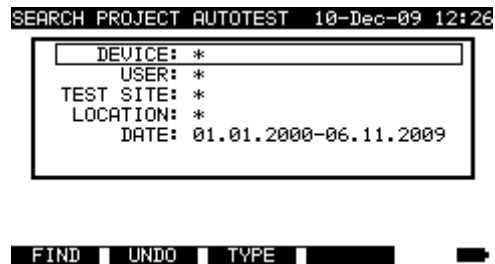 SEARCH PROJECT AUTOTEST 10-Dec-09 12:26
DEVICE: *
USER: *
TEST SITE: *
LOCATION: *
DATE: 01.01.2000-06.11.2009
FIND UNDO TYPE